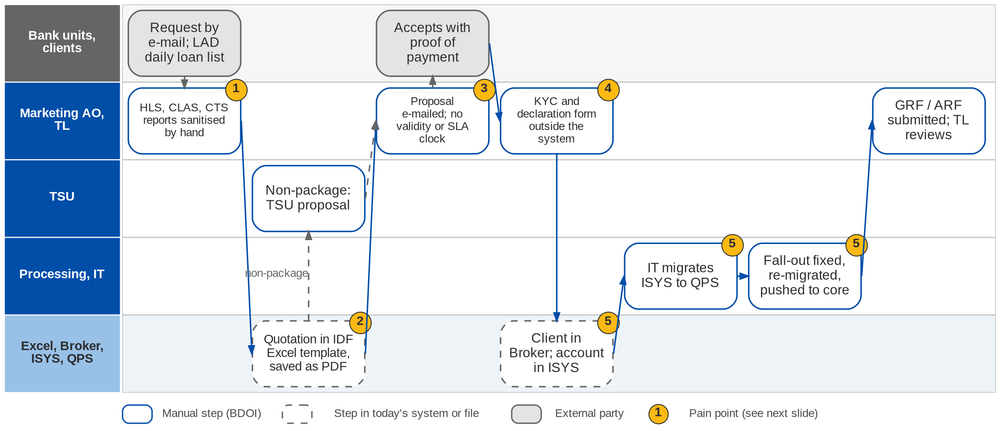 Bank units,
clients
Request by
e-mail; LAD
daily loan list
Accepts with
proof of
payment
Marketing AO,
TL
1
HLS, CLAS, CTS
reports sanitised
by hand
3
Proposal
e-mailed; no
validity or SLA
clock
4
KYC and
declaration form
outside the
system
GRF / ARF
submitted; TL
reviews
TSU
Non-package:
TSU proposal
Processing, IT
non-package
5
IT migrates
ISYS to QPS
5
Fall-out fixed,
re-migrated,
pushed to core
Excel, Broker,
ISYS, QPS
2
Quotation in IDF
Excel template,
saved as PDF
5
Client in
Broker; account
in ISYS
Manual step (BDOI)
Step in today's system or file
External party
1
Pain point (see next slide)